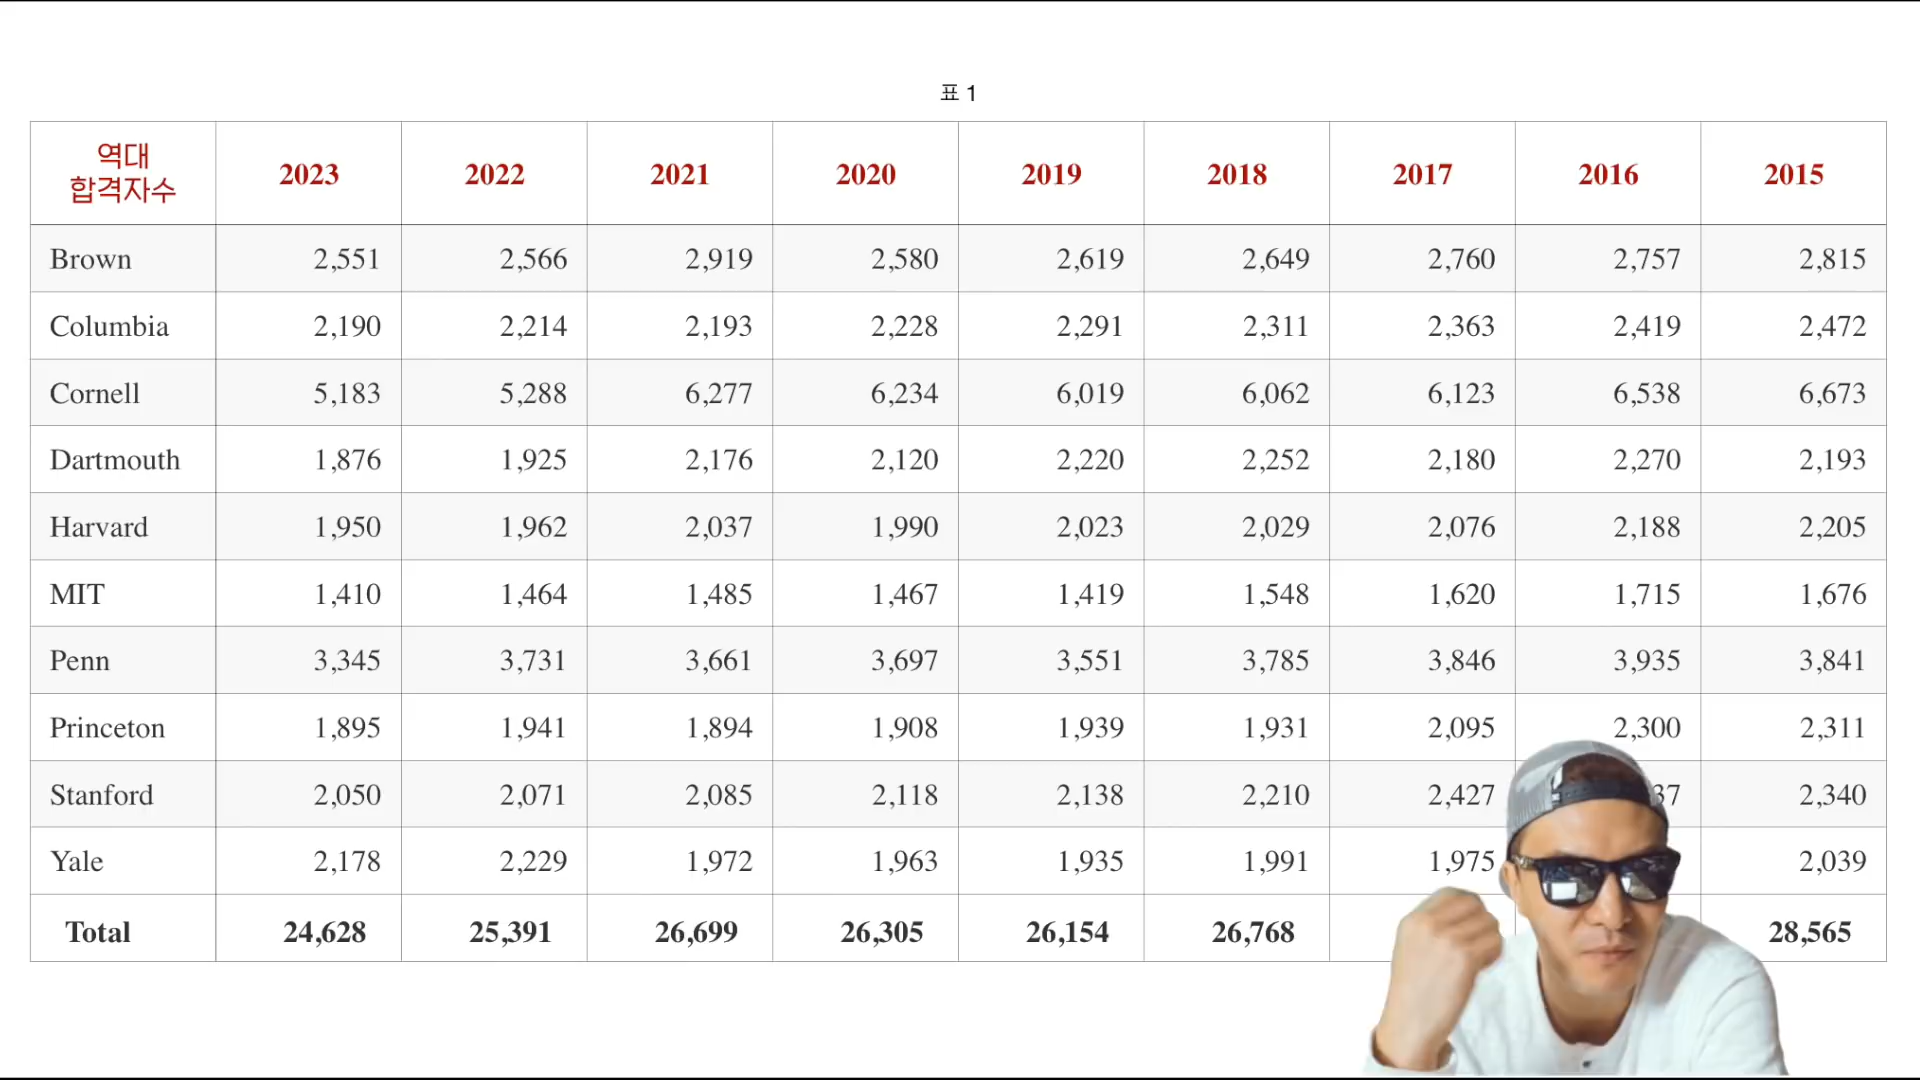 표 1
역대 2023 2022 2021 2020 2019 2018 2017 2016 2015
합격자수
Brown 2,551 2,566 2,919 2,580 2,619 2,649 2,760 2,757 2,815
Columbia 2,190 2,214 2,193 2,228 2,291 2,311 2,363 2,419 2,472
Cornell 5,183 5,288 6,277 6,234 6,019 6,062 6,123 6,538 6,673
Dartmouth 1,876 1,925 2,176 2,120 2,220 2,252 2,180 2,270 2,193
Harvard 1,950 1,962 2,037 1,990 2,023 2,029 2,076 2,188 2,205
MIT 1,410 1,464 1,485 1,467 1,419 1,548 1,620 1,715 1,676
Penn 3,345 3,731 3,661 3,697 3,551 3,785 3,846 3,935 3,841
Princeton 1,895 1,941 1,894 1,908 1,939 1,931 2,095 2,300 2,311
Stanford 2,050 2,071 2,085 2,118 2,138 2,210 2,427 2,340
Yale 2,178 2,229 1,972 1,963 1,935 1,991 1,975 2,039
Total 24,628 25,391 26,699 26,305 26,154 26,768 28,565